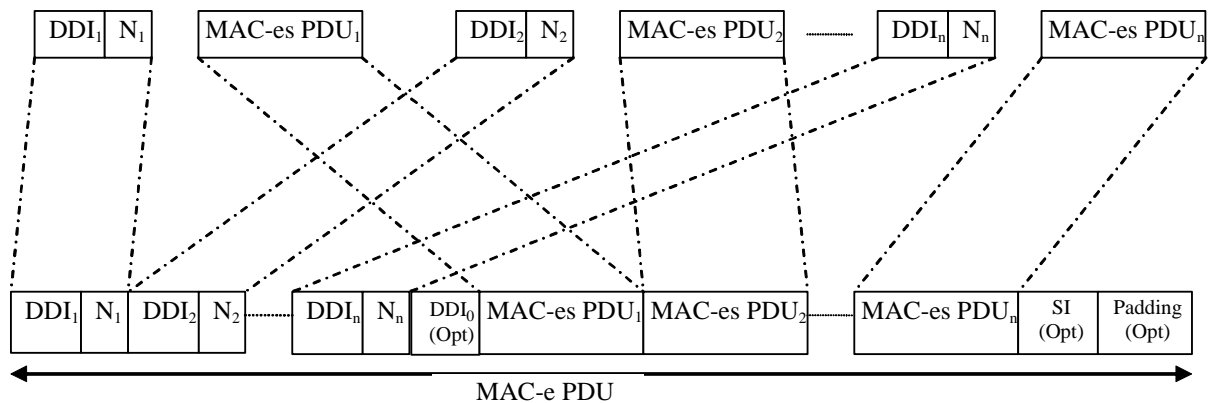 DDI₁ N₁ MAC-es PDU₁ DDI₂ N₂ MAC-es PDU₂ DDIₙ Nₙ MAC-es PDUₙ
DDI₁ N₁ DDI₂ N₂ DDIₙ Nₙ DDI₀ (Opt) MAC-es PDU₁ MAC-es PDU₂ MAC-es PDUₙ SI (Opt) Padding (Opt)
MAC-e PDU